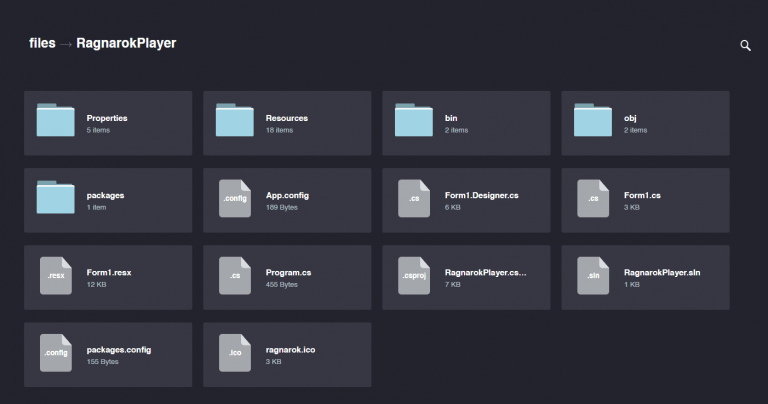 files → RagnarokPlayer
Properties
5 items
Resources
18 items
bin
2 items
obj
2 items
packages
1 item
.config
App.config
189 Bytes
.cs
Form1.Designer.cs
6 KB
.cs
Form1.cs
3 KB
.resx
Form1.resx
12 KB
.cs
Program.cs
455 Bytes
.csproj
RagnarokPlayer.cs...
7 KB
.sln
RagnarokPlayer.sln
1 KB
.config
packages.config
155 Bytes
.ico
ragnarok.ico
3 KB